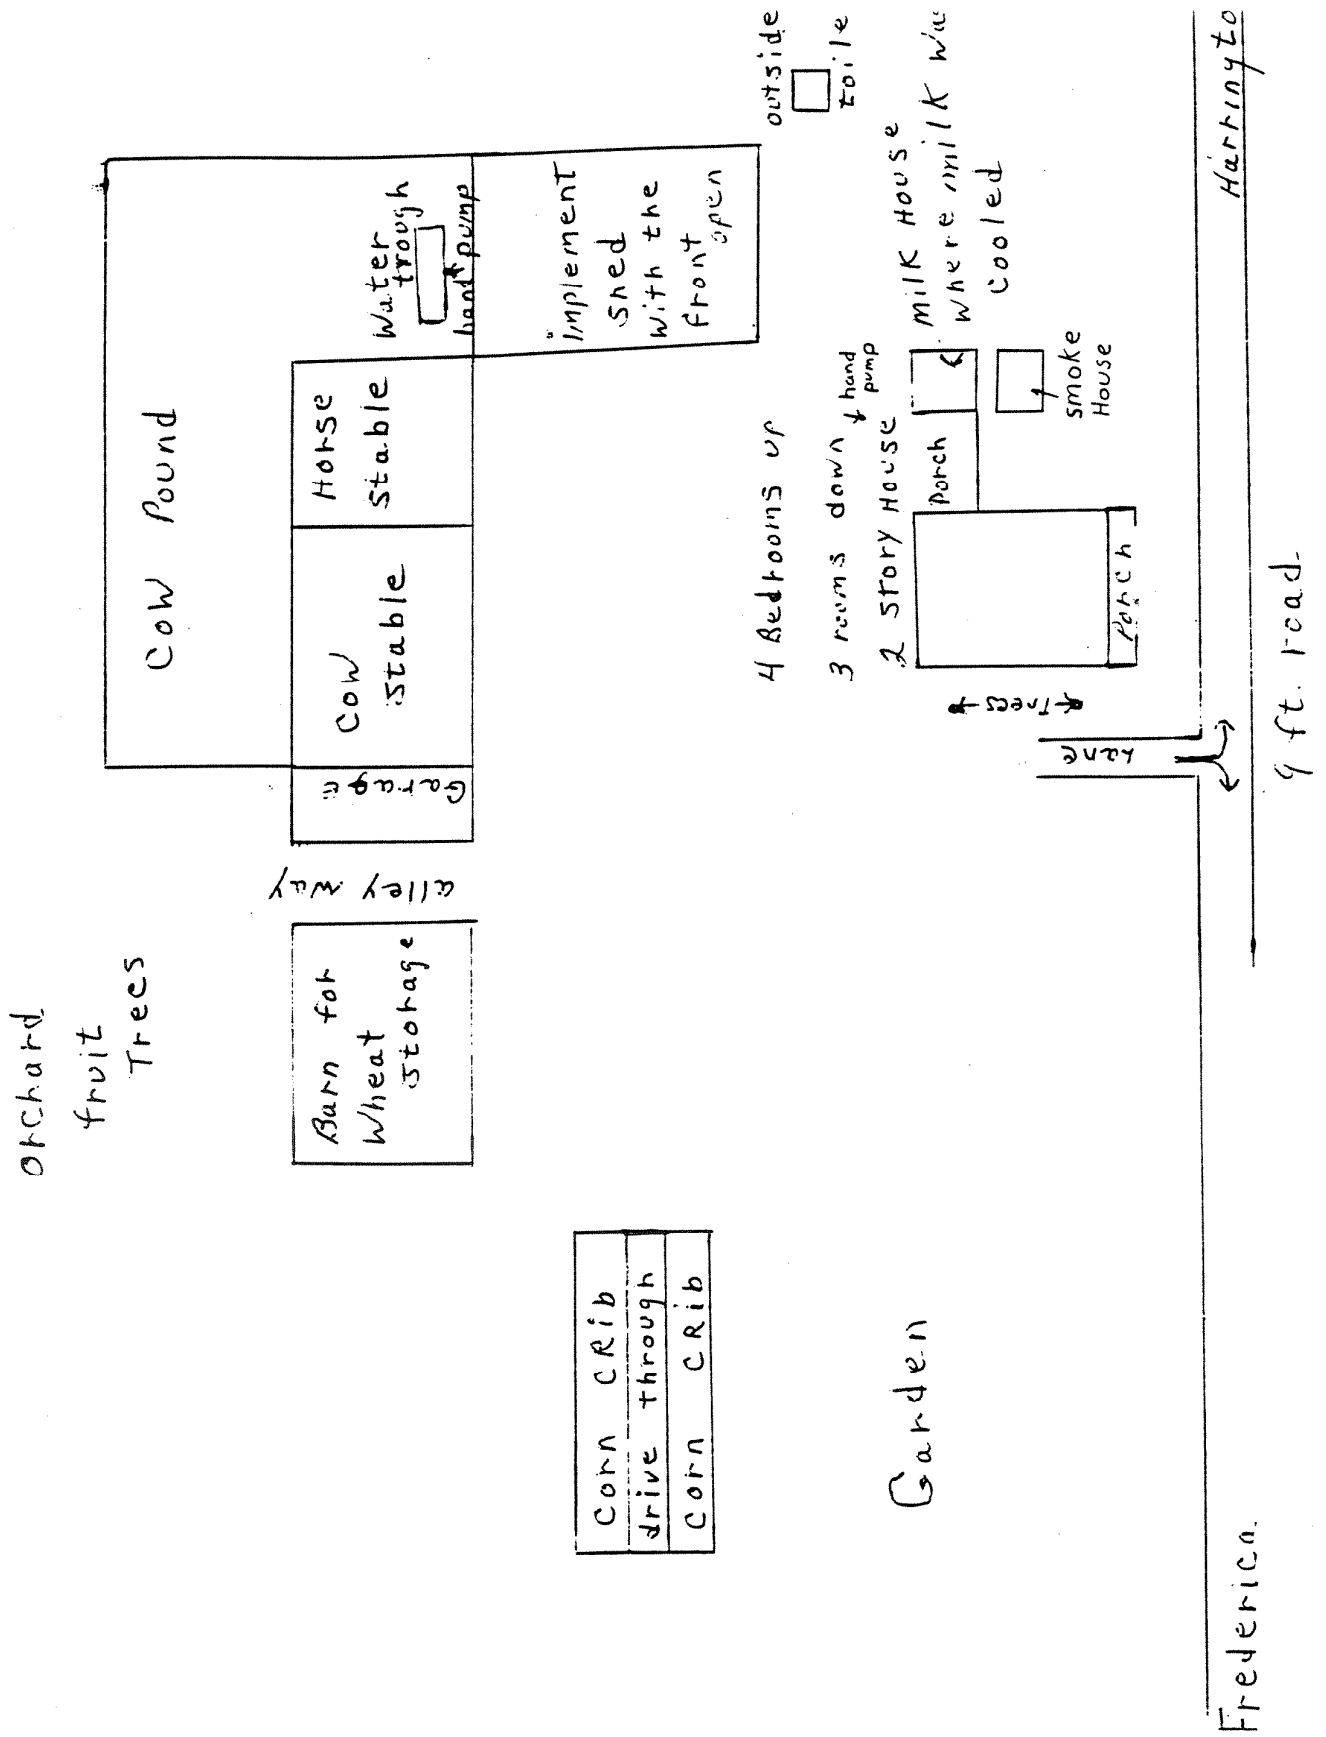 Orchard
fruit
Trees
Cow Pound
Barn for
Wheat
storage
alley way
Garage
Cow
stable
Horse
stable
Water
trough
hand pump
implement
shed
with the
front
open
Corn CRib
drive through
Corn CRib
outside
toile
4 Bedrooms up
3 rooms down
hand
pump
2 story House
Porch
milk House
where milk wa
cooled
smoke
House
Porch
Trees
Lane
Garden
Frederica
Harringto
9 ft. road